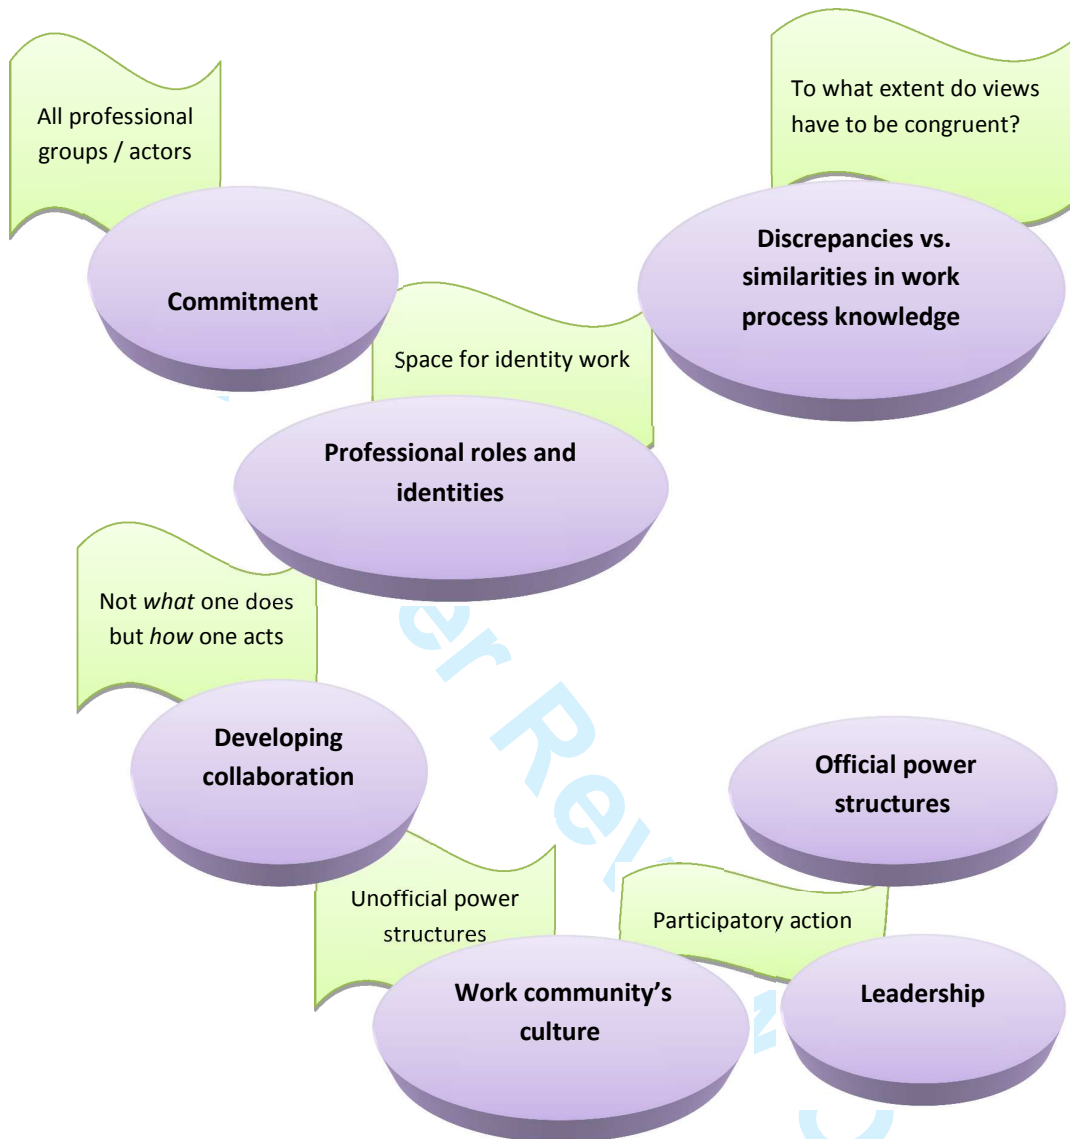 All professional
groups / actors
To what extent do views
have to be congruent?
Commitment
Discrepancies vs.
similarities in work
process knowledge
Space for identity work
Professional roles and
identities
Not what one does
but how one acts
Developing
collaboration
Official power
structures
Unofficial power
structures
Participatory action
Work community’s
culture
Leadership